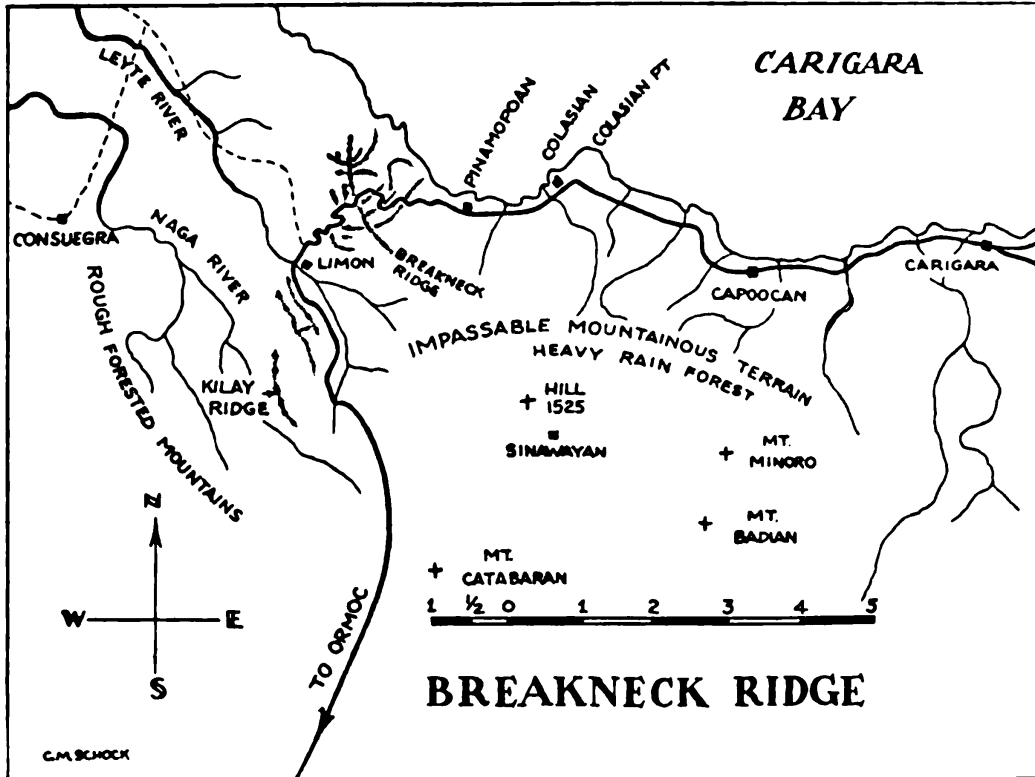 CARIGARA
BAY
LEYTE RIVER
PINAMOPOAN
COLASIAN
COLASIAN PT
CONSUEGRA
NAGA RIVER
LIMON
BREAKNECK
RIDGE
CAPOOCAN
CARIGARA
ROUGH FORESTED MOUNTAINS
IMPASSABLE MOUNTAINOUS TERRAIN
HEAVY RAIN FOREST
KILAY
RIDGE
HILL
1525
SINAWAYAN
MT.
MINORO
MT.
BADIAN
MT.
CATABARAN
N
W E
S
TO ORMOC
1 ½ 0 1 2 3 4 5
BREAKNECK RIDGE
C.M. SCHOCK